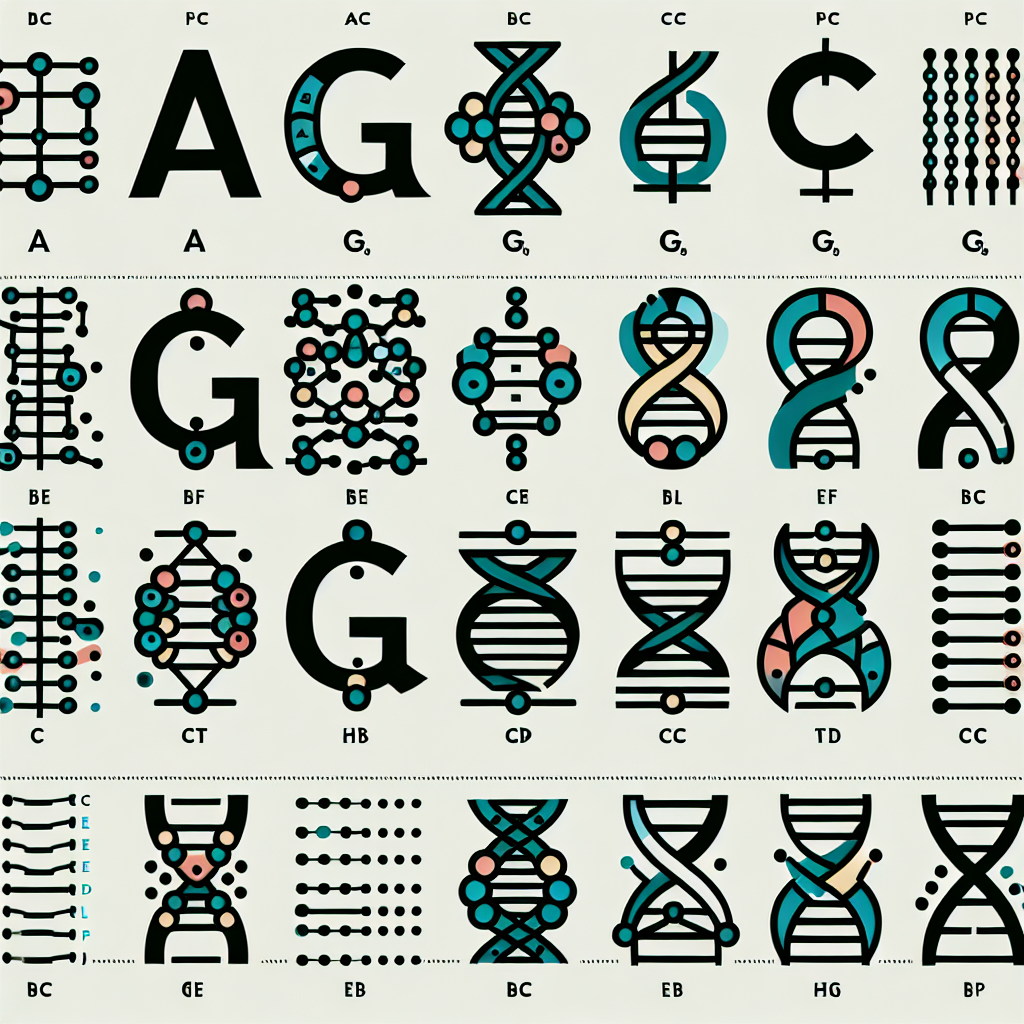 BC PC AC BC CC PC PC
A G C
A A G G G G G
G
BE BF BE CE BL EF BC
G
C CT HB CD CC TD CC
C
E
E
E
D
L
P
BC GE EB BC EB HG BP